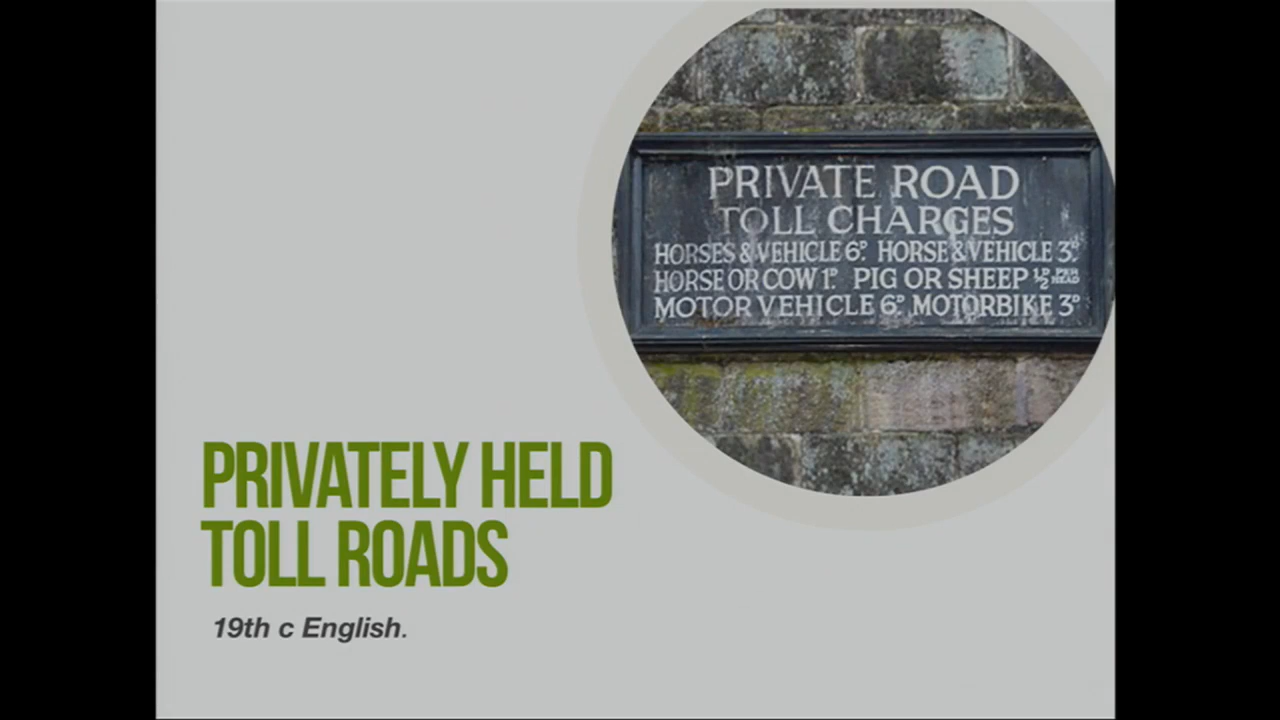 PRIVATE ROAD
TOLL CHARGES
HORSES & VEHICLE 6D. HORSE & VEHICLE 3D.
HORSE OR COW 1D. PIG OR SHEEP ½D PER HEAD
MOTOR VEHICLE 6D. MOTORBIKE 3D
PRIVATELY HELD
TOLL ROADS
19th c English.